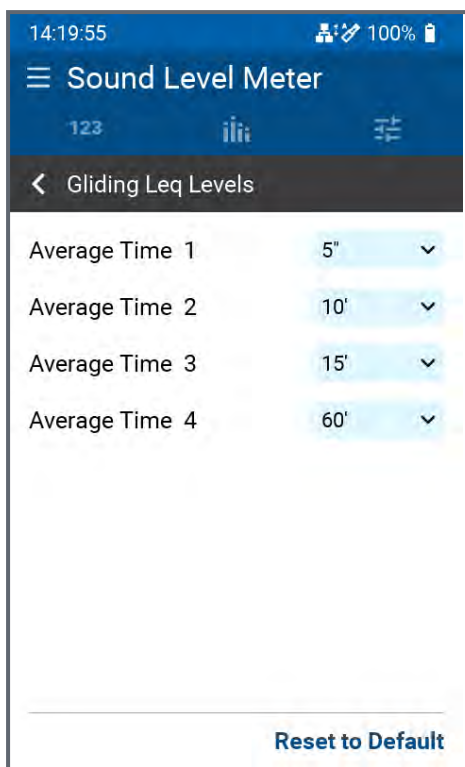 14:19:55 100%
Sound Level Meter
123
Gliding Leq Levels
Average Time 1 5"
Average Time 2 10'
Average Time 3 15'
Average Time 4 60'
Reset to Default